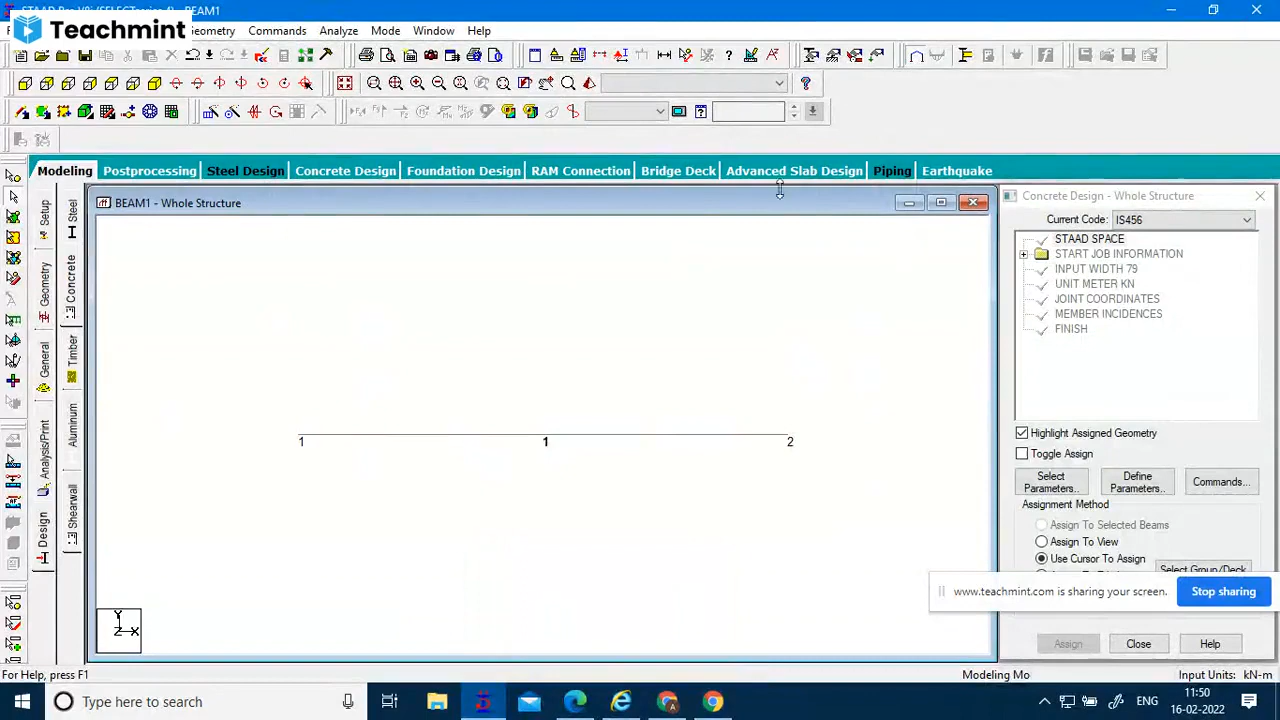 BEAM1
Teachmint
Geometry Commands Analyze Mode Window Help
Modeling Postprocessing Steel Design Concrete Design Foundation Design RAM Connection Bridge Deck Advanced Slab Design Piping Earthquake
Setup
Geometry
General
Analysis/Print
Design
Steel
Concrete
Timber
Aluminum
Shearwall
BEAM1 - Whole Structure
1 1 2
Y
Z X
Concrete Design - Whole Structure
Current Code: IS456
STAAD SPACE
START JOB INFORMATION
INPUT WIDTH 79
UNIT METER KN
JOINT COORDINATES
MEMBER INCIDENCES
FINISH
Highlight Assigned Geometry
Toggle Assign
Select Parameters..
Define Parameters..
Commands...
Assignment Method
Assign To Selected Beams
Assign To View
Use Cursor To Assign
Select Group/Deck
www.teachmint.com is sharing your screen. Stop sharing
Assign Close Help
For Help, press F1
Modeling Mo Input Units: kN-m
Type here to search
ENG
11:50
16-02-2022